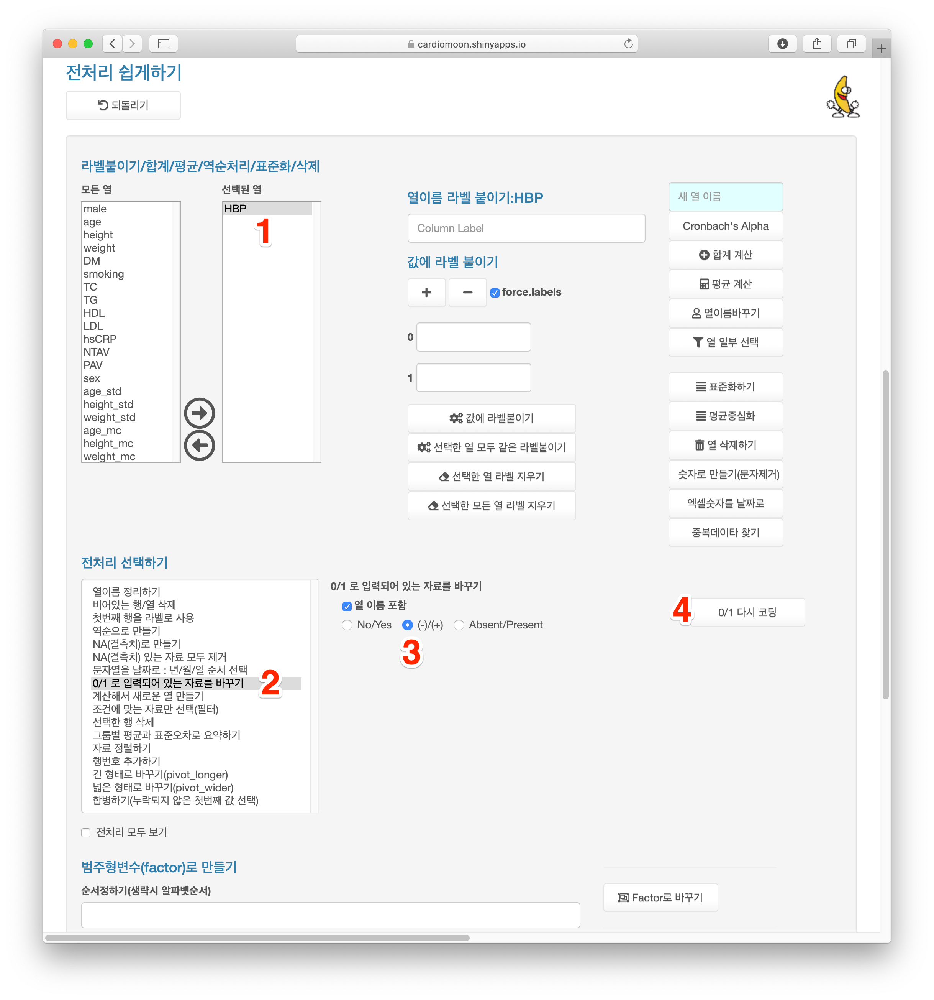 cardiomoon.shinyapps.io
전처리 쉽게하기
되돌리기
라벨붙이기/합계/평균/역순처리/표준화/삭제
모든 열
male
age
height
weight
DM
smoking
TC
TG
HDL
LDL
hsCRP
NTAV
PAV
sex
age_std
height_std
weight_std
age_mc
height_mc
weight_mc
선택된 열
HBP
1
열이름 라벨 붙이기:HBP
Column Label
값에 라벨 붙이기
+ − force.labels
0
1
값에 라벨붙이기
선택한 열 모두 같은 라벨붙이기
선택한 열 라벨 지우기
선택한 모든 열 라벨 지우기
새 열 이름
Cronbach's Alpha
합계 계산
평균 계산
열이름바꾸기
열 일부 선택
표준화하기
평균중심화
열 삭제하기
숫자로 만들기(문자제거)
엑셀숫자를 날짜로
중복데이타 찾기
전처리 선택하기
열이름 정리하기
비어있는 행/열 삭제
첫번째 행을 라벨로 사용
역순으로 만들기
NA(결측치)로 만들기
NA(결측치) 있는 자료 모두 제거
문자열을 날짜로 : 년/월/일 순서 선택
0/1 로 입력되어 있는 자료를 바꾸기 2
계산해서 새로운 열 만들기
조건에 맞는 자료만 선택(필터)
선택한 행 삭제
그룹별 평균과 표준오차로 요약하기
자료 정렬하기
행번호 추가하기
긴 형태로 바꾸기(pivot_longer)
넓은 형태로 바꾸기(pivot_wider)
합병하기(누락되지 않은 첫번째 값 선택)
0/1 로 입력되어 있는 자료를 바꾸기
열 이름 포함
No/Yes (-)/(+) Absent/Present
3
4 0/1 다시 코딩
전처리 모두 보기
범주형변수(factor)로 만들기
순서정하기(생략시 알파벳순서)
Factor로 바꾸기